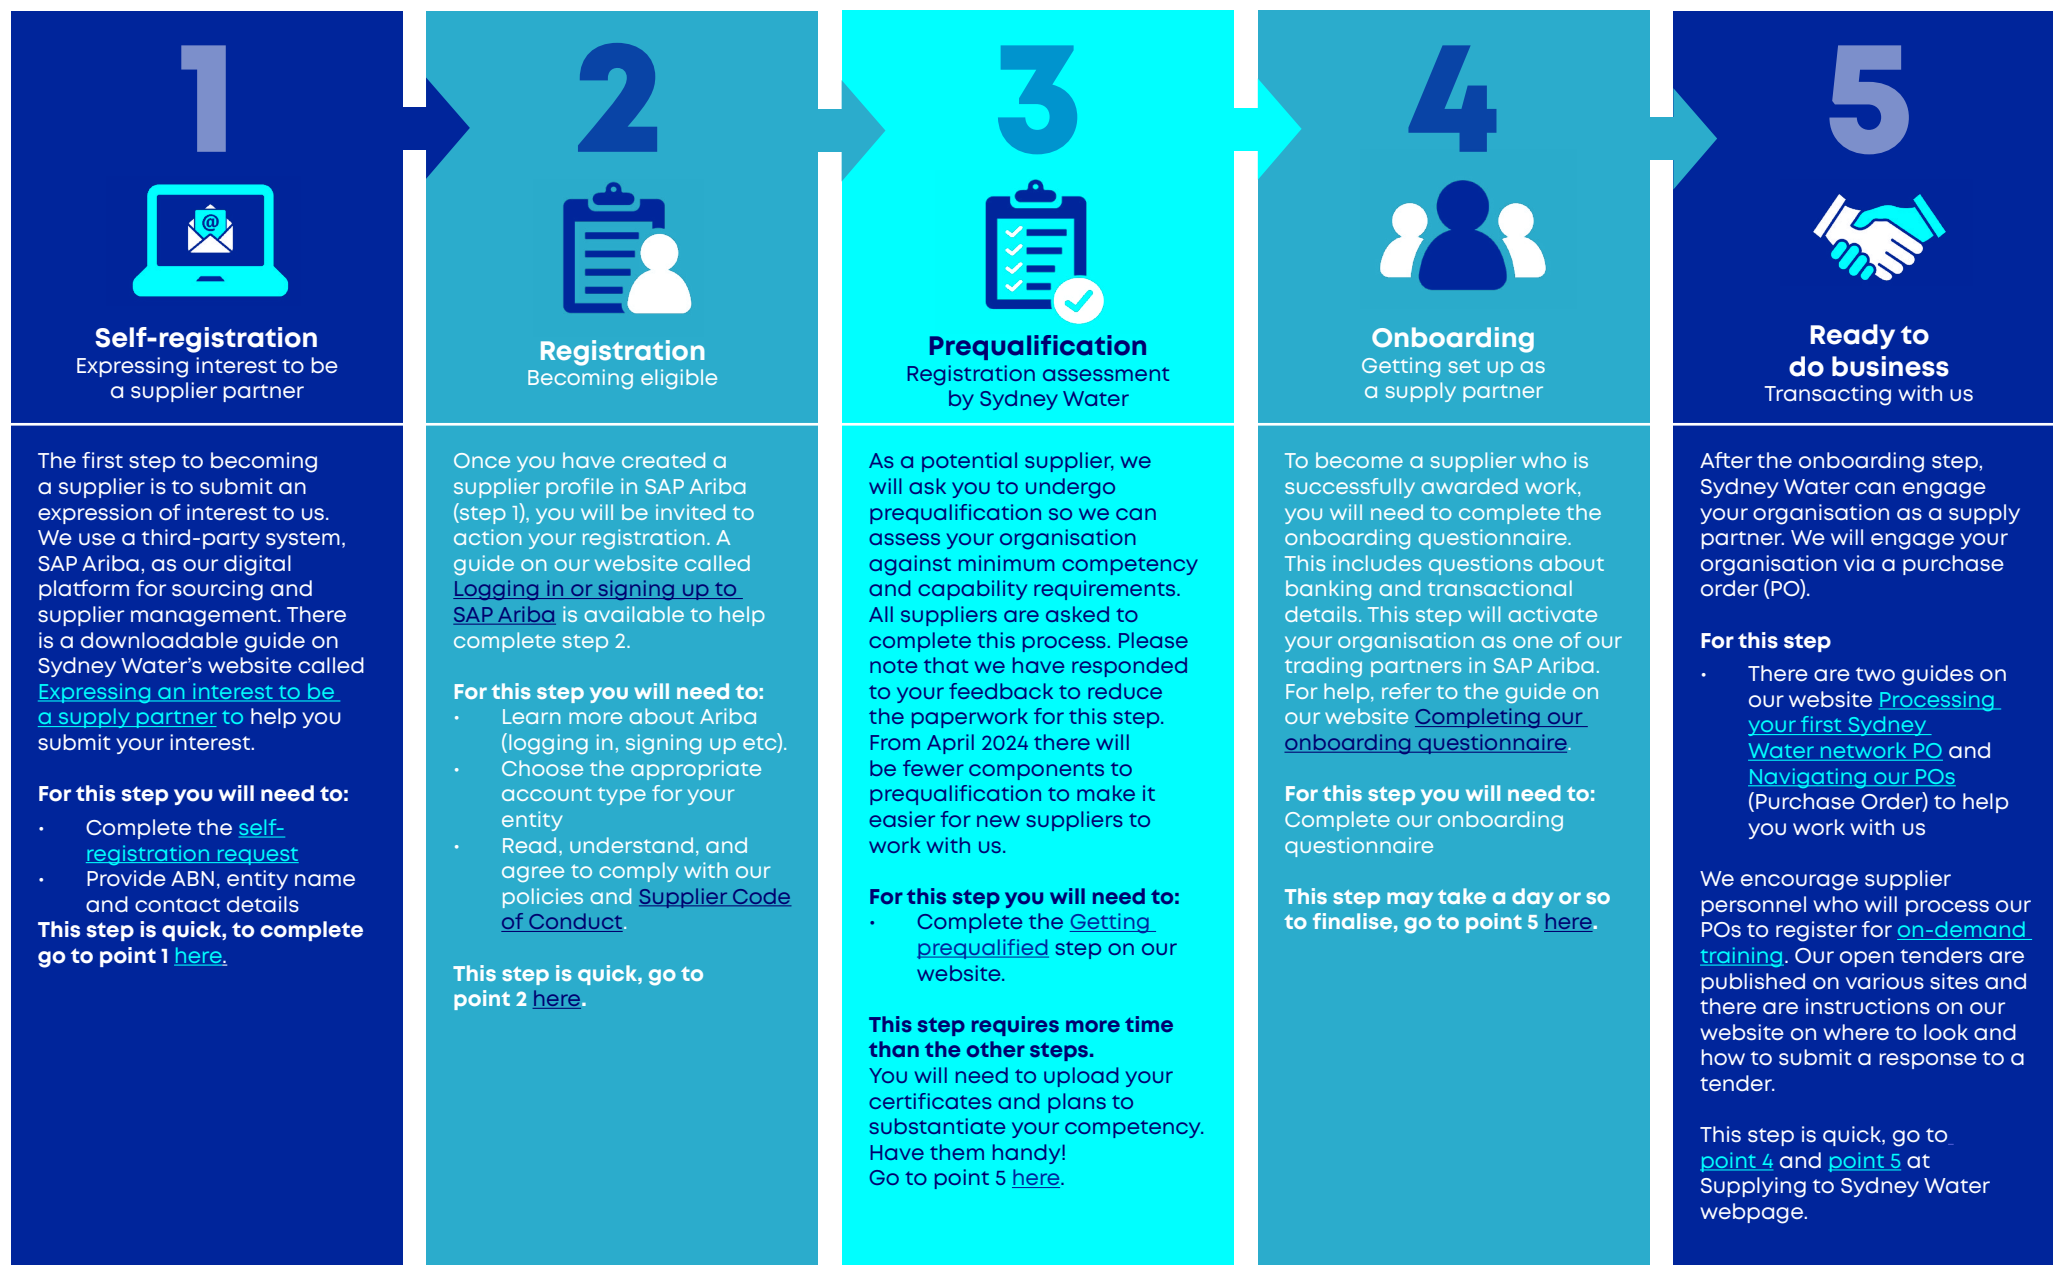 1
Self-registration
Expressing interest to be
a supplier partner
The first step to becoming
a supplier is to submit an
expression of interest to us.
We use a third-party system,
SAP Ariba, as our digital
platform for sourcing and
supplier management. There
is a downloadable guide on
Sydney Water's website called
Expressing an interest to be
a supply partner to help you
submit your interest.
For this step you will need to:
• Complete the self-
registration request
• Provide ABN, entity name
and contact details
This step is quick, to complete
go to point 1 here.
2
Registration
Becoming eligible
Once you have created a
supplier profile in SAP Ariba
(step 1), you will be invited to
action your registration. A
guide on our website called
Logging in or signing up to
SAP Ariba is available to help
complete step 2.
For this step you will need to:
• Learn more about Ariba
(logging in, signing up etc).
• Choose the appropriate
account type for your
entity
• Read, understand, and
agree to comply with our
policies and Supplier Code
of Conduct.
This step is quick, go to
point 2 here.
3
Prequalification
Registration assessment
by Sydney Water
As a potential supplier, we
will ask you to undergo
prequalification so we can
assess your organisation
against minimum competency
and capability requirements.
All suppliers are asked to
complete this process. Please
note that we have responded
to your feedback to reduce
the paperwork for this step.
From April 2024 there will
be fewer components to
prequalification to make it
easier for new suppliers to
work with us.
For this step you will need to:
• Complete the Getting
prequalified step on our
website.
This step requires more time
than the other steps.
You will need to upload your
certificates and plans to
substantiate your competency.
Have them handy!
Go to point 5 here.
4
Onboarding
Getting set up as
a supply partner
To become a supplier who is
successfully awarded work,
you will need to complete the
onboarding questionnaire.
This includes questions about
banking and transactional
details. This step will activate
your organisation as one of our
trading partners in SAP Ariba.
For help, refer to the guide on
our website Completing our
onboarding questionnaire.
For this step you will need to:
Complete our onboarding
questionnaire
This step may take a day or so
to finalise, go to point 5 here.
5
Ready to
do business
Transacting with us
After the onboarding step,
Sydney Water can engage
your organisation as a supply
partner. We will engage your
organisation via a purchase
order (PO).
For this step
• There are two guides on
our website Processing
your first Sydney
Water network PO and
Navigating our POs
(Purchase Order) to help
you work with us
We encourage supplier
personnel who will process our
POs to register for on-demand
training. Our open tenders are
published on various sites and
there are instructions on our
website on where to look and
how to submit a response to a
tender.
This step is quick, go to
point 4 and point 5 at
Supplying to Sydney Water
webpage.